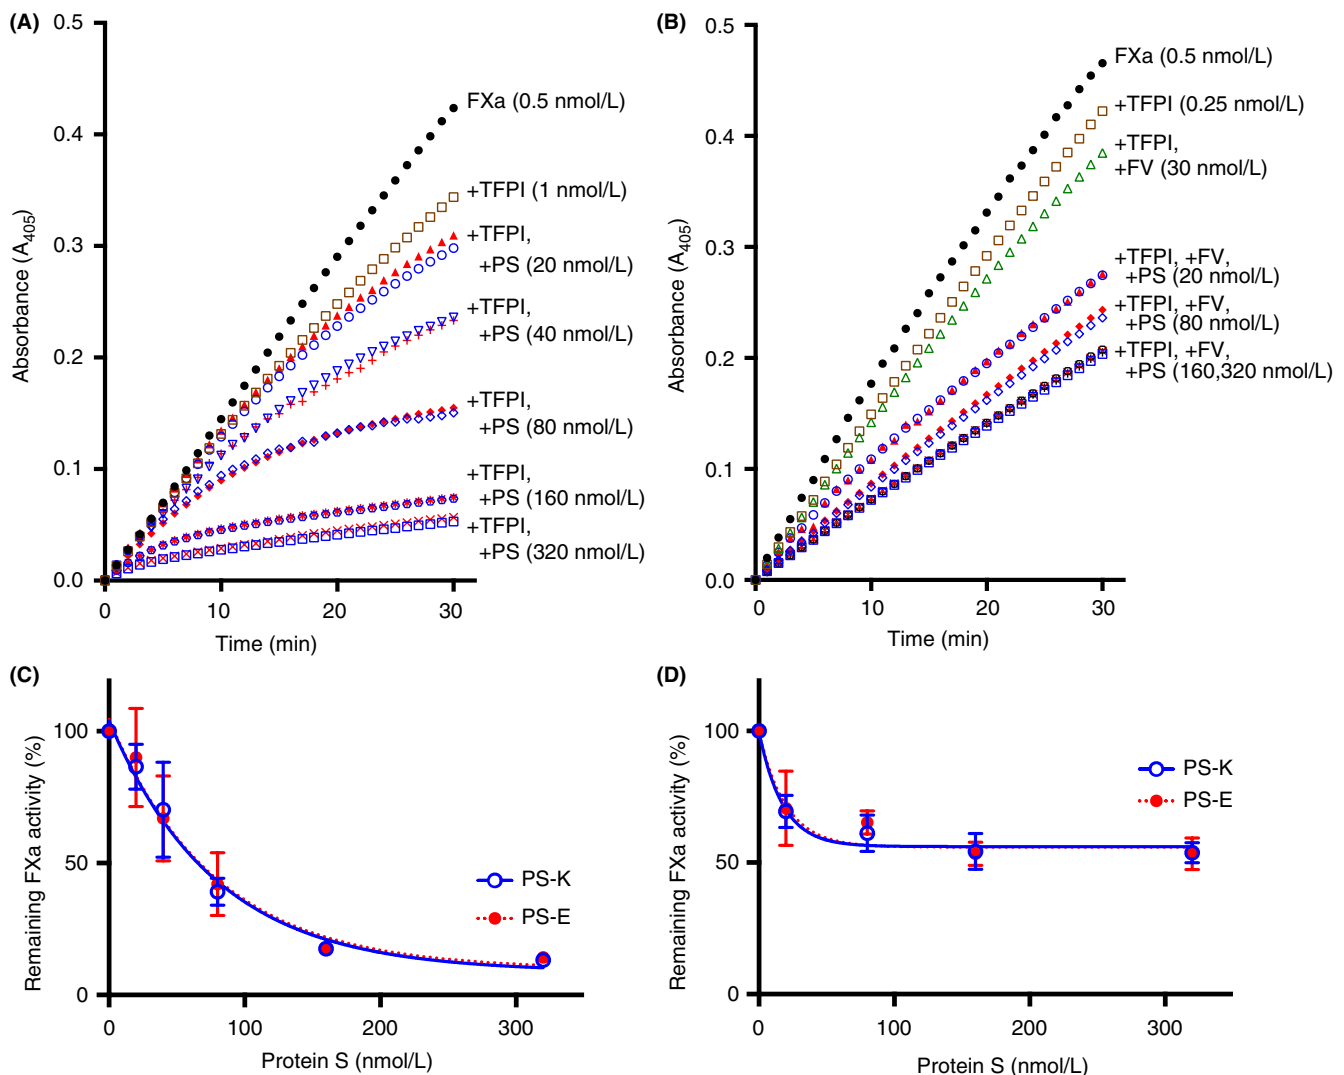 (A)
0.5
0.4
0.3
0.2
0.1
0.0
Absorbance (A405)
0
10
20
30
Time (min)
FXa (0.5 nmol/L)
+TFPI (1 nmol/L)
+TFPI,
+PS (20 nmol/L)
+TFPI,
+PS (40 nmol/L)
+TFPI,
+PS (80 nmol/L)
+TFPI,
+PS (160 nmol/L)
+TFPI,
+PS (320 nmol/L)
(B)
0.5
0.4
0.3
0.2
0.1
0.0
Absorbance (A405)
0
10
20
30
Time (min)
FXa (0.5 nmol/L)
+TFPI (0.25 nmol/L)
+TFPI,
+FV (30 nmol/L)
+TFPI, +FV,
+PS (20 nmol/L)
+TFPI, +FV,
+PS (80 nmol/L)
+TFPI, +FV,
+PS (160,320 nmol/L)
(C)
100
50
0
Remaining FXa activity (%)
0
100
200
300
Protein S (nmol/L)
PS-K
PS-E
(D)
100
50
0
Remaining FXa activity (%)
0
100
200
300
Protein S (nmol/L)
PS-K
PS-E